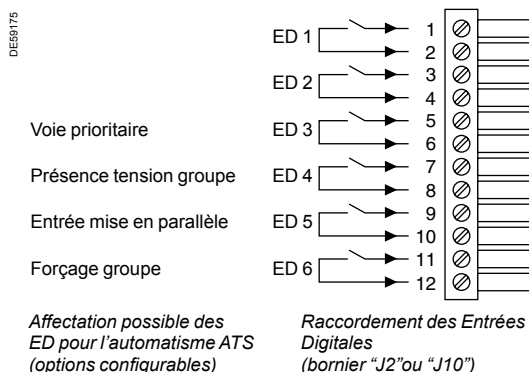 DE59175
ED 1
1
2
ED 2
3
4
Voie prioritaire
ED 3
5
6
Présence tension groupe
ED 4
7
8
Entrée mise en parallèle
ED 5
9
10
Forçage groupe
ED 6
11
12
Affectation possible des
ED pour l'automatisme ATS
(options configurables)
Raccordement des Entrées
Digitales
(bornier “J2”ou “J10”)